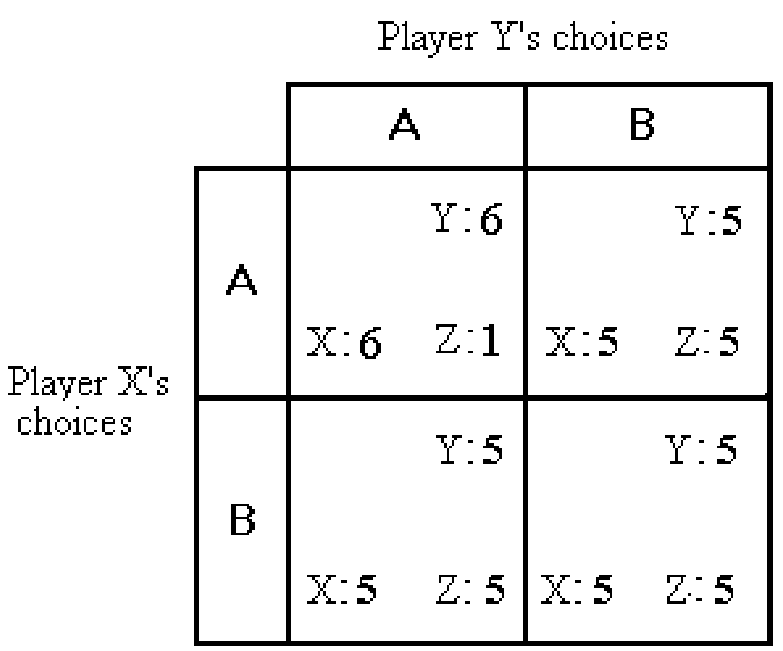 Player Y's choices
A B
Y:6 Y:5
A
X:6 Z:1 X:5 Z:5
Player X's
choices
Y:5 Y:5
B
X:5 Z:5 X:5 Z:5